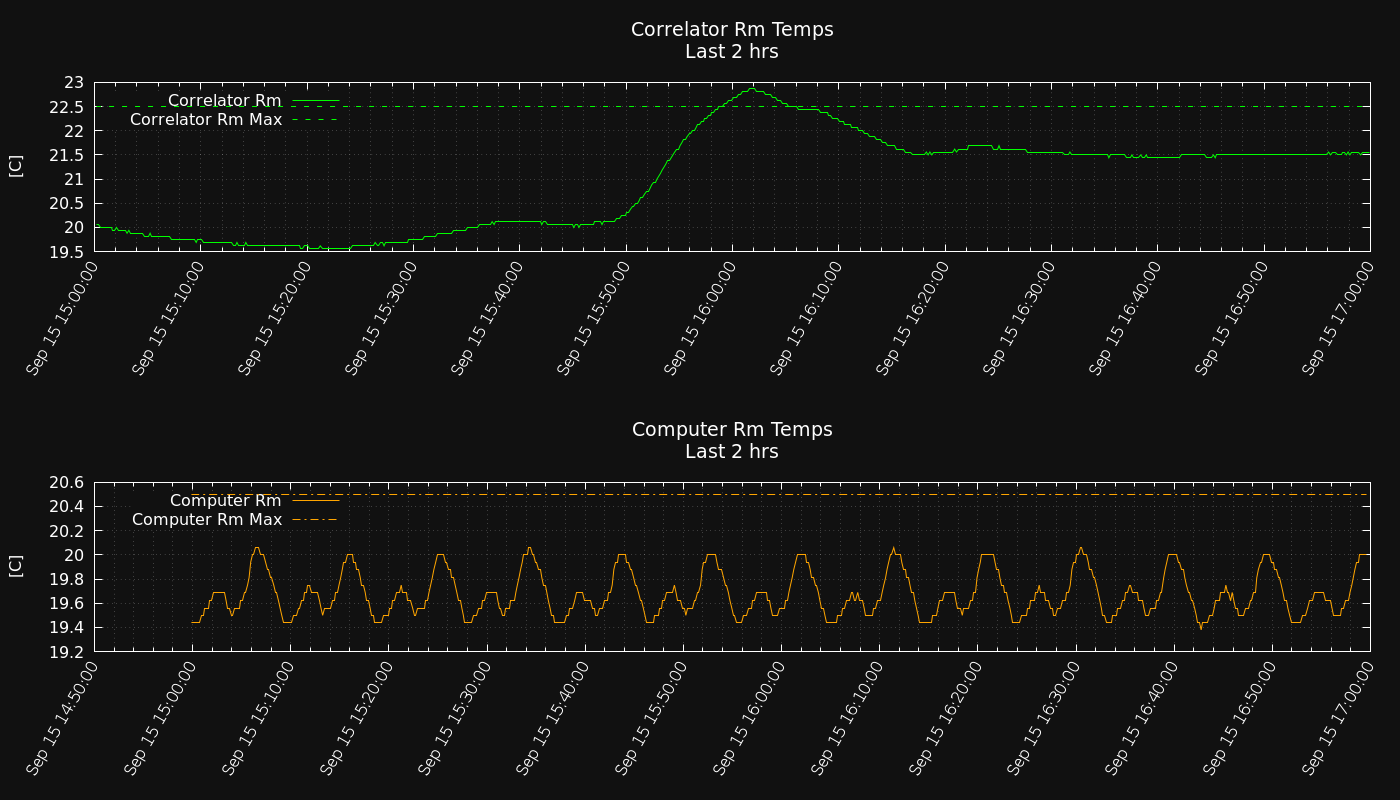 Correlator Rm Temps
Last 2 hrs
[C]
23
22.5
22
21.5
21
20.5
20
19.5
Correlator Rm
Correlator Rm Max
Sep 15 15:00:00
Sep 15 15:10:00
Sep 15 15:20:00
Sep 15 15:30:00
Sep 15 15:40:00
Sep 15 15:50:00
Sep 15 16:00:00
Sep 15 16:10:00
Sep 15 16:20:00
Sep 15 16:30:00
Sep 15 16:40:00
Sep 15 16:50:00
Sep 15 17:00:00
Computer Rm Temps
Last 2 hrs
[C]
20.6
20.4
20.2
20
19.8
19.6
19.4
19.2
Computer Rm
Computer Rm Max
Sep 15 14:50:00
Sep 15 15:00:00
Sep 15 15:10:00
Sep 15 15:20:00
Sep 15 15:30:00
Sep 15 15:40:00
Sep 15 15:50:00
Sep 15 16:00:00
Sep 15 16:10:00
Sep 15 16:20:00
Sep 15 16:30:00
Sep 15 16:40:00
Sep 15 16:50:00
Sep 15 17:00:00